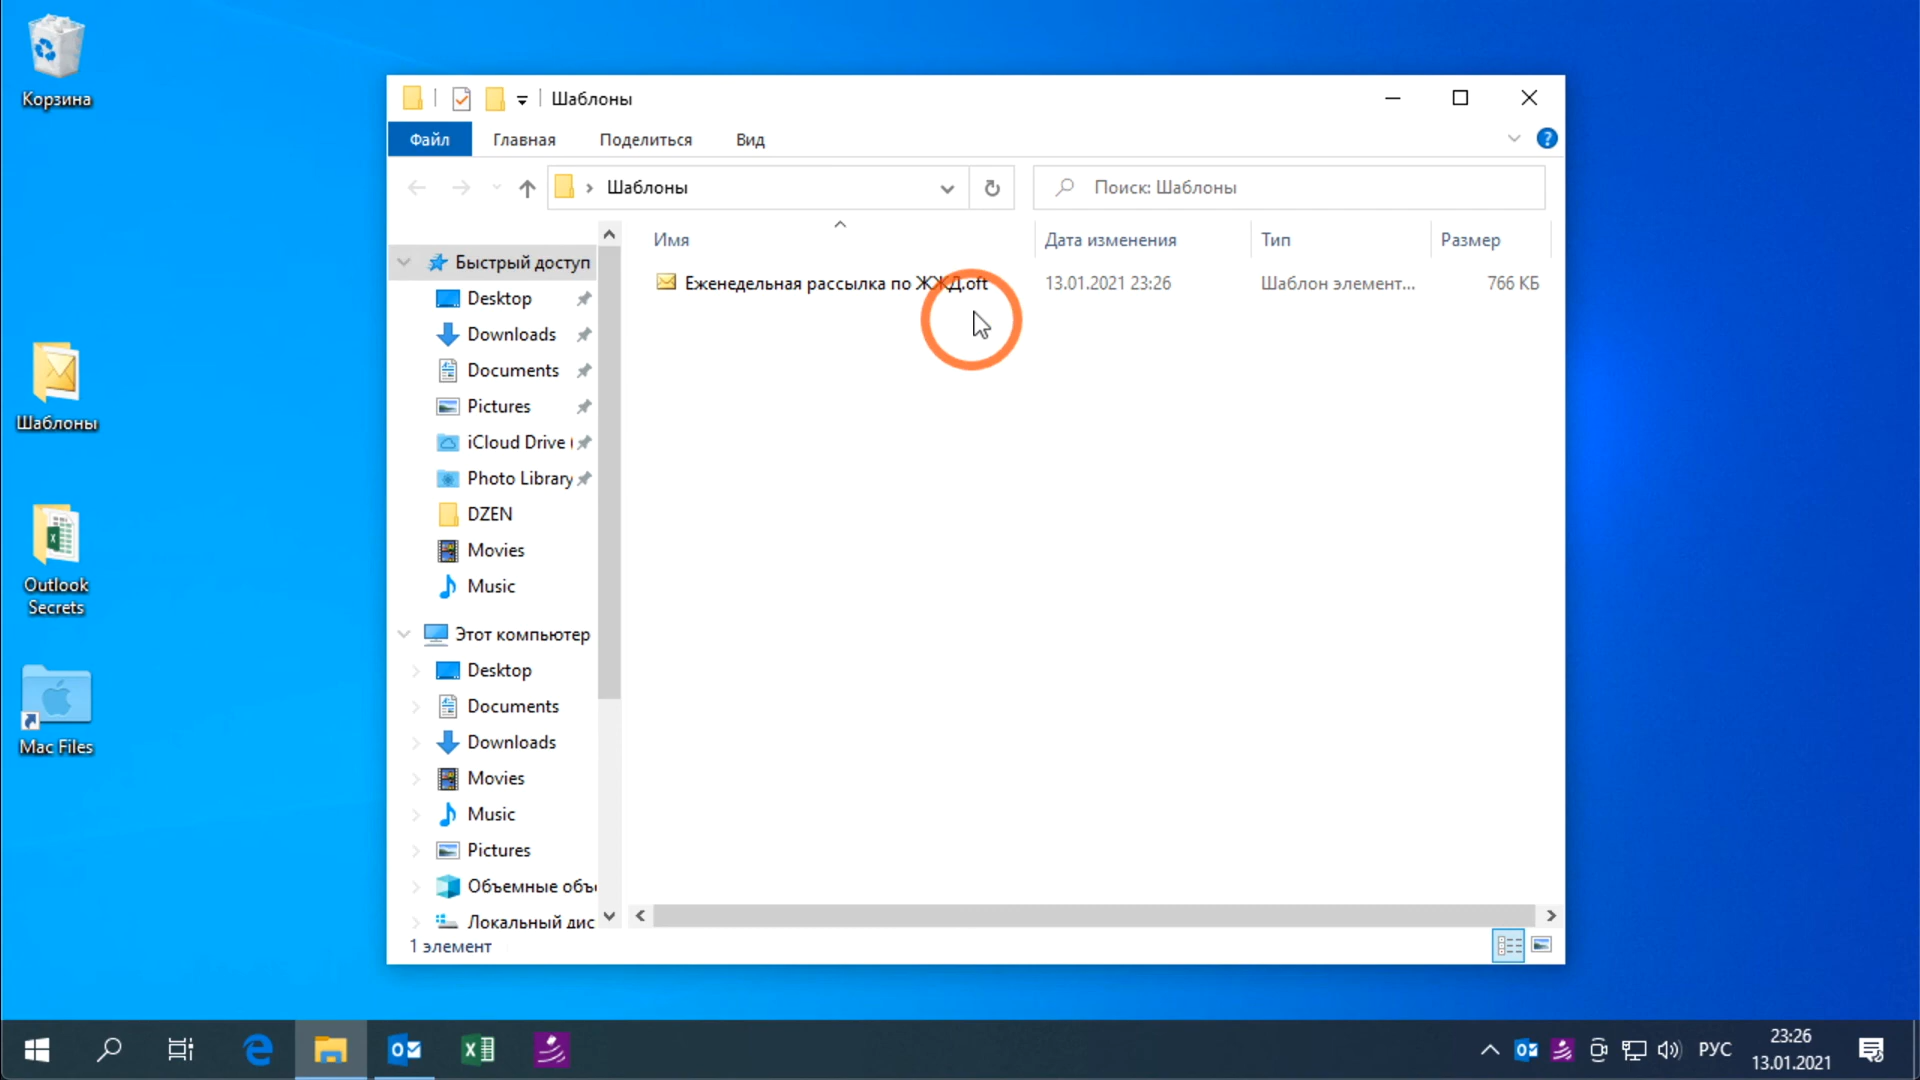 Корзина
Шаблоны
Outlook
Secrets
Mac Files
Шаблоны
Файл
Главная
Поделиться
Вид
Шаблоны
Поиск: Шаблоны
Имя
Дата изменения
Тип
Размер
Еженедельная рассылка по ЖЖД.oft
13.01.2021 23:26
Шаблон элемент...
766 КБ
Быстрый доступ
Desktop
Downloads
Documents
Pictures
iCloud Drive (
Photo Library
DZEN
Movies
Music
Этот компьютер
Desktop
Documents
Downloads
Movies
Music
Pictures
Объемные объе
Локальный дис
1 элемент
РУС
23:26
13.01.2021